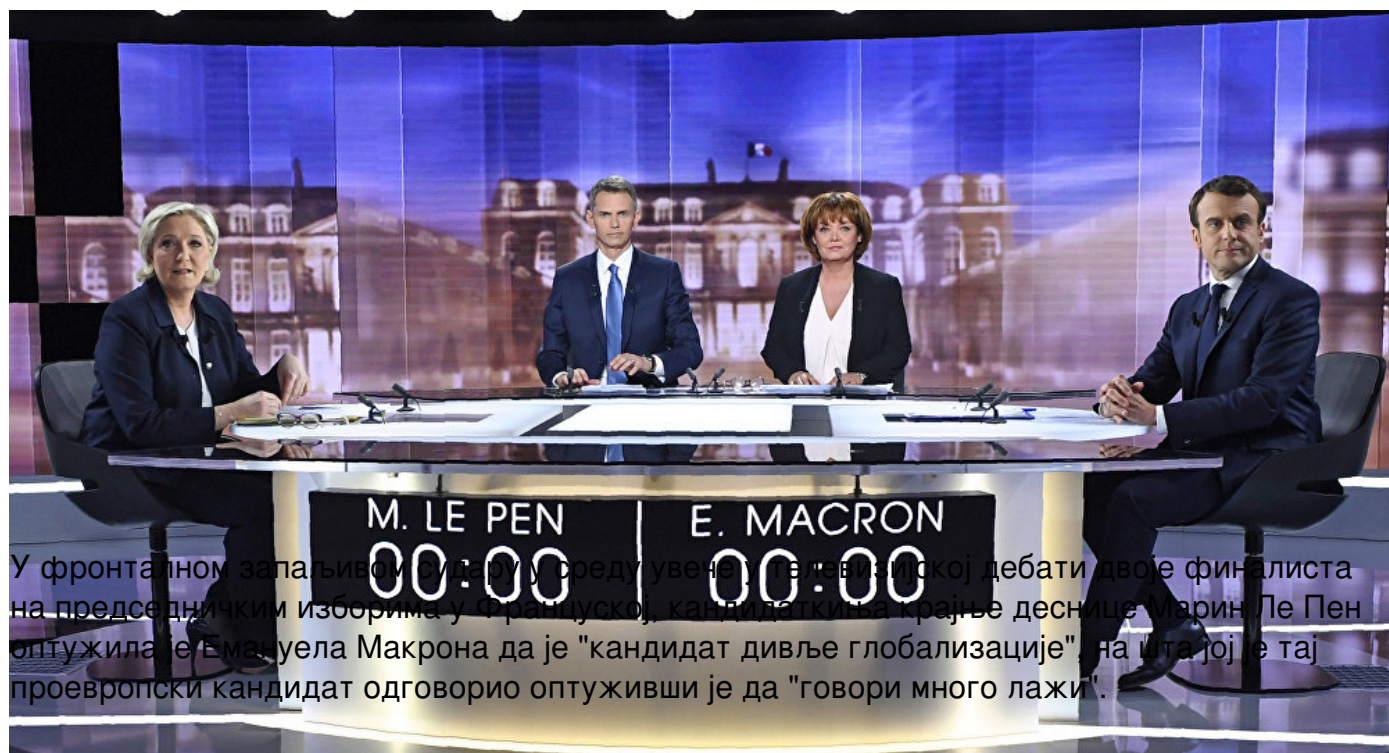 M. LE PEN
E. MACRON
00:00
00:00
У фронталном запаљивом судару у среду увече у телевизијској дебати двоје финалиста
на председничким изборима у Француској, кандидаткиња крајње деснице Марин Ле Пен
оптужила је Емануела Макрона да је "кандидат дивље глобализације", на шта јој је тај
проевропски кандидат одговорио оптуживши је да "говори много лажи".